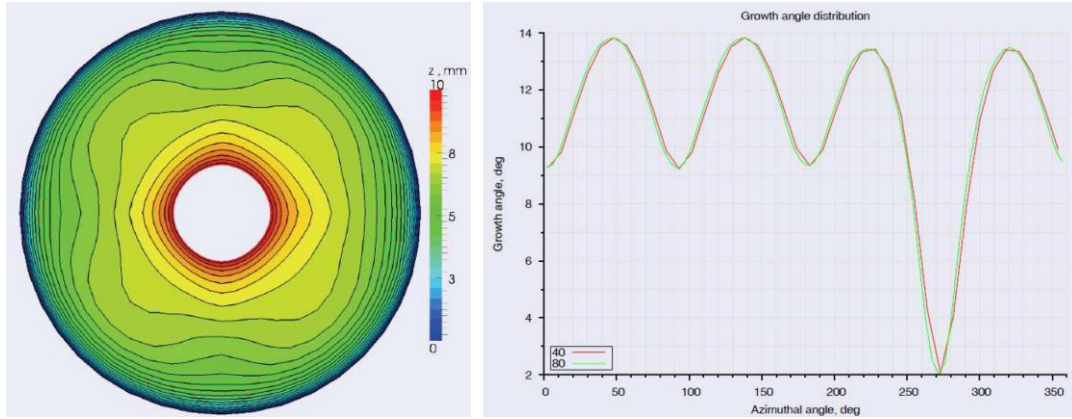 z , mm
10
8
5
3
0
Growth angle distribution
Growth angle, deg
14
12
10
8
6
4
2
40
80
0 50 100 150 200 250 300 350
Azimuthal angle, deg